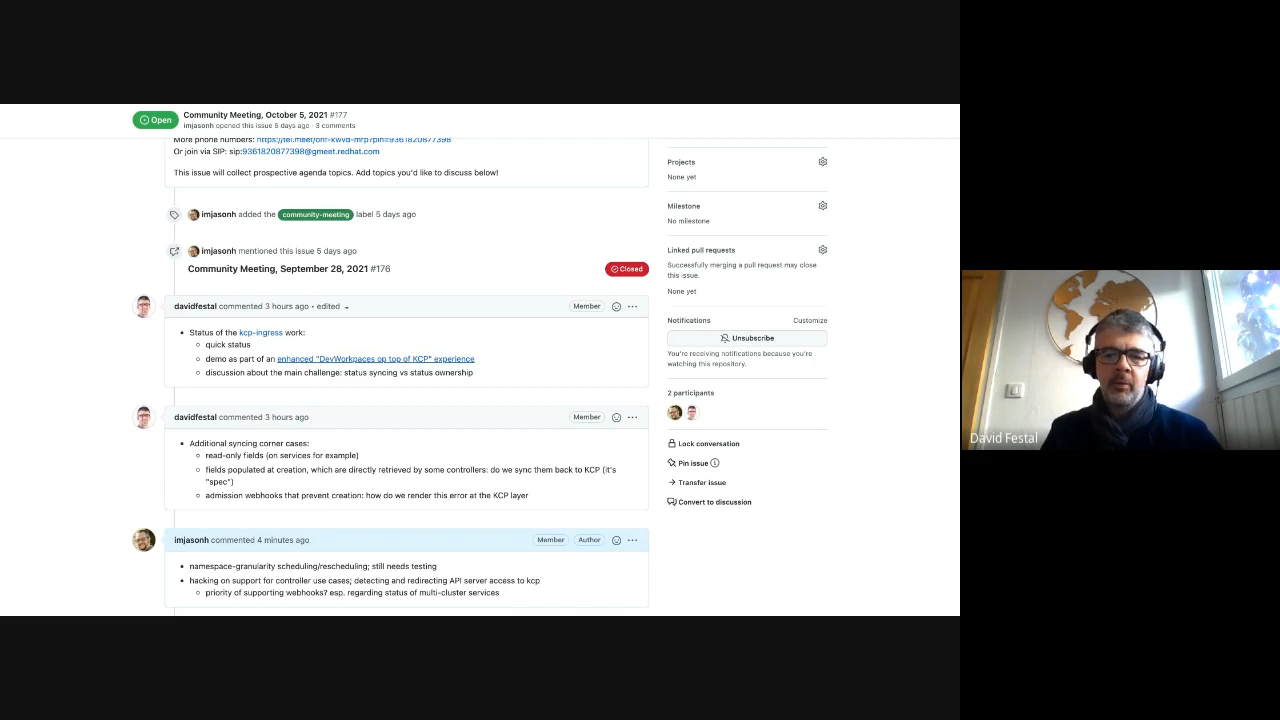 Open
Community Meeting, October 5, 2021 #177
imjasonh opened this issue 5 days ago · 3 comments
More phone numbers: https://tel.meet/onf-kwvd-mrp?pin=9361820877398
Or join via SIP: sip:9361820877398@gmeet.redhat.com
This issue will collect prospective agenda topics. Add topics you'd like to discuss below!
imjasonh added the community-meeting label 5 days ago
imjasonh mentioned this issue 5 days ago
Community Meeting, September 28, 2021 #176
Closed
davidfestal commented 3 hours ago · edited
Member
Status of the kcp-ingress work:
quick status
demo as part of an enhanced "DevWorkpaces op top of KCP" experience
discussion about the main challenge: status syncing vs status ownership
davidfestal commented 3 hours ago
Member
Additional syncing corner cases:
read-only fields (on services for example)
fields populated at creation, which are directly retrieved by some controllers: do we sync them back to KCP (it's
"spec")
admission webhooks that prevent creation: how do we render this error at the KCP layer
imjasonh commented 4 minutes ago
Member Author
namespace-granularity scheduling/rescheduling; still needs testing
hacking on support for controller use cases; detecting and redirecting API server access to kcp
priority of supporting webhooks? esp. regarding status of multi-cluster services
Projects
None yet
Milestone
No milestone
Linked pull requests
Successfully merging a pull request may close
this issue.
None yet
Notifications Customize
Unsubscribe
You're receiving notifications because you're
watching this repository.
2 participants
Lock conversation
Pin issue
Transfer issue
Convert to discussion
David Festal